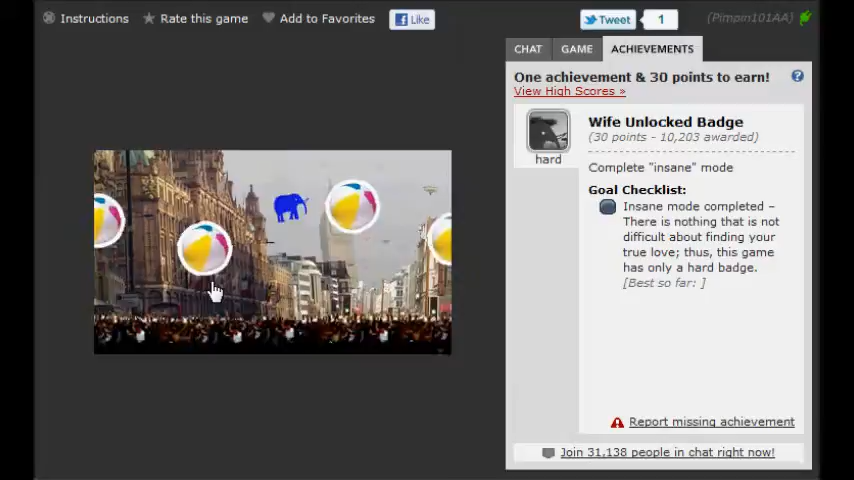 Instructions
Rate this game
Add to Favorites
Like
Tweet
1
(Pimpin101AA)
CHAT
GAME
ACHIEVEMENTS
One achievement & 30 points to earn!
View High Scores »
Wife Unlocked Badge
(30 points - 10,203 awarded)
hard
Complete "insane" mode
Goal Checklist:
Insane mode completed –
There is nothing that is not
difficult about finding your
true love; thus, this game
has only a hard badge.
[Best so far: ]
Report missing achievement
Join 31,138 people in chat right now!